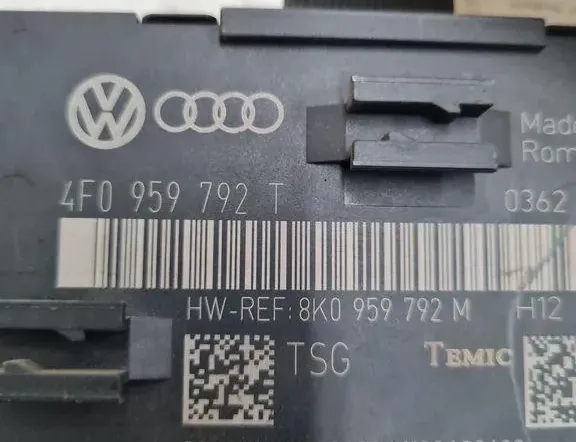 Made
Rom
4F0 959 792 T
0362
HW-REF: 8K0 959 792 M H12
TSG
TEMIC